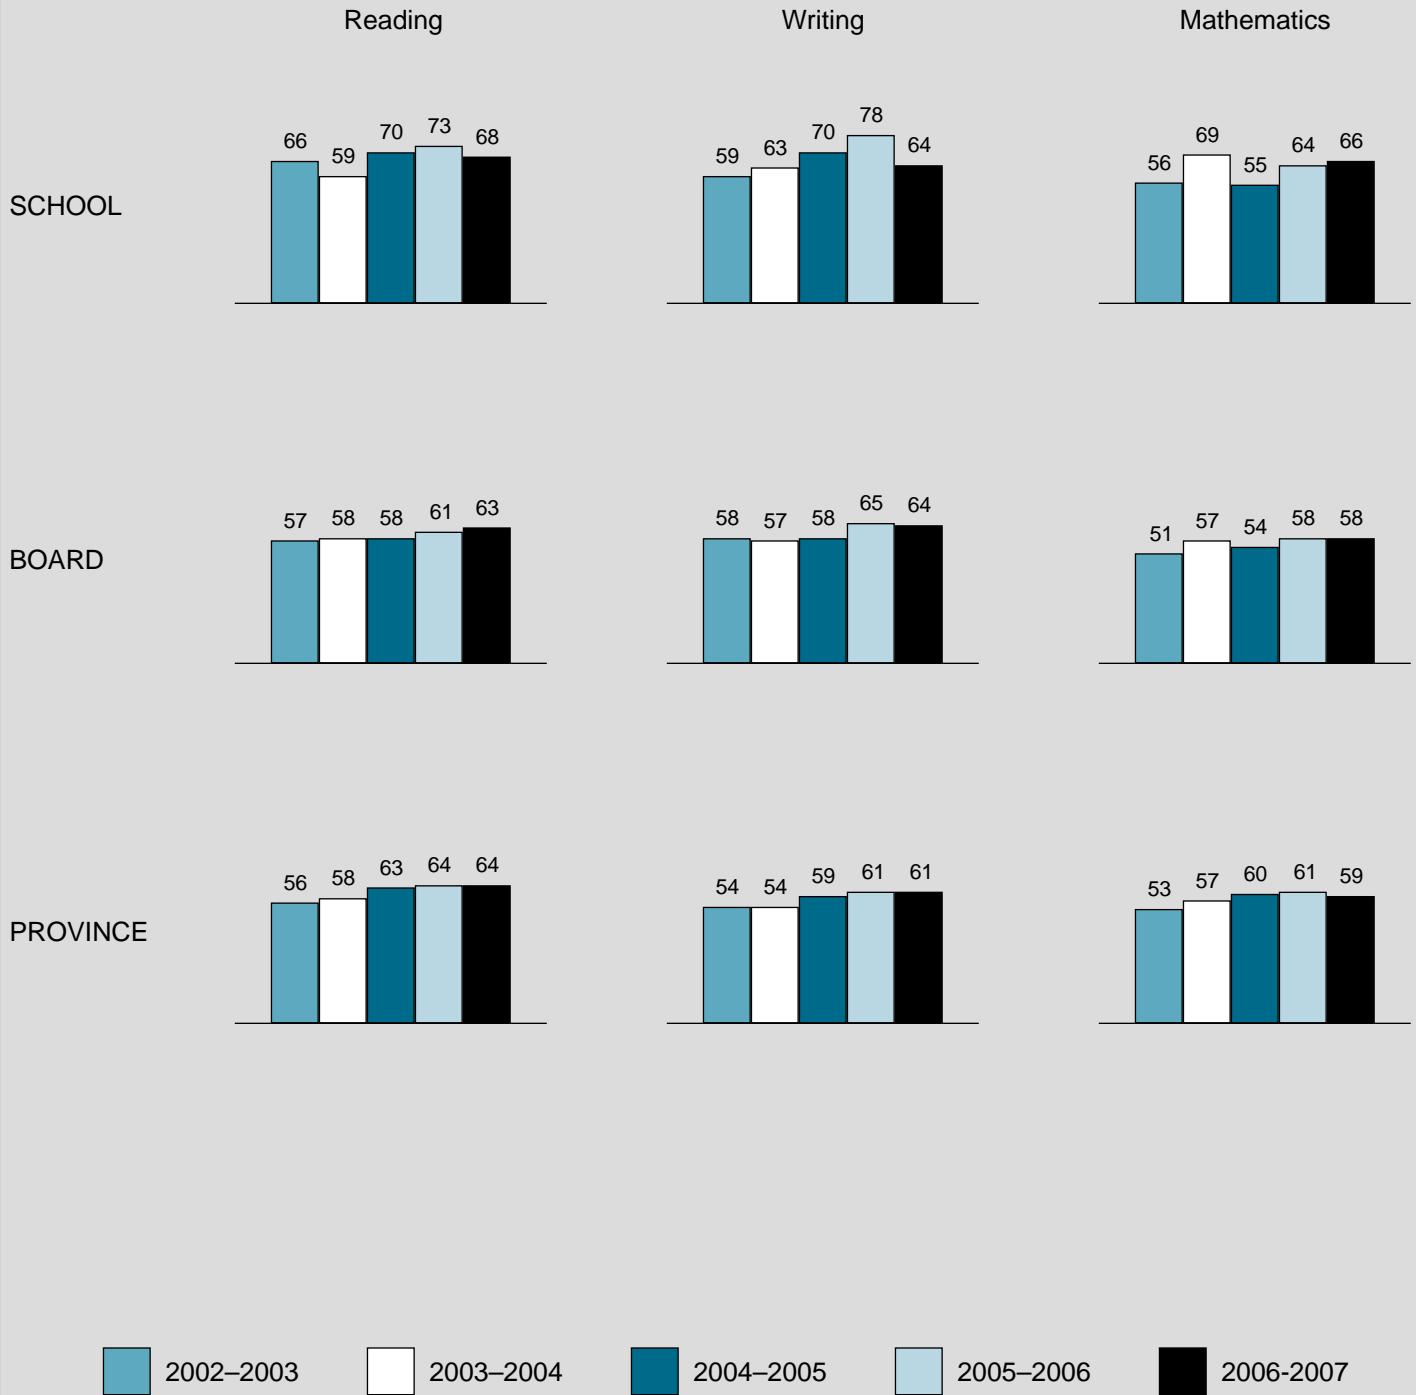 Reading Writing Mathematics
SCHOOL
66 59 70 73 68
59 63 70 78 64
56 69 55 64 66
BOARD
57 58 58 61 63
58 57 58 65 64
51 57 54 58 58
PROVINCE
56 58 63 64 64
54 54 59 61 61
53 57 60 61 59
2002–2003 2003–2004 2004–2005 2005–2006 2006-2007